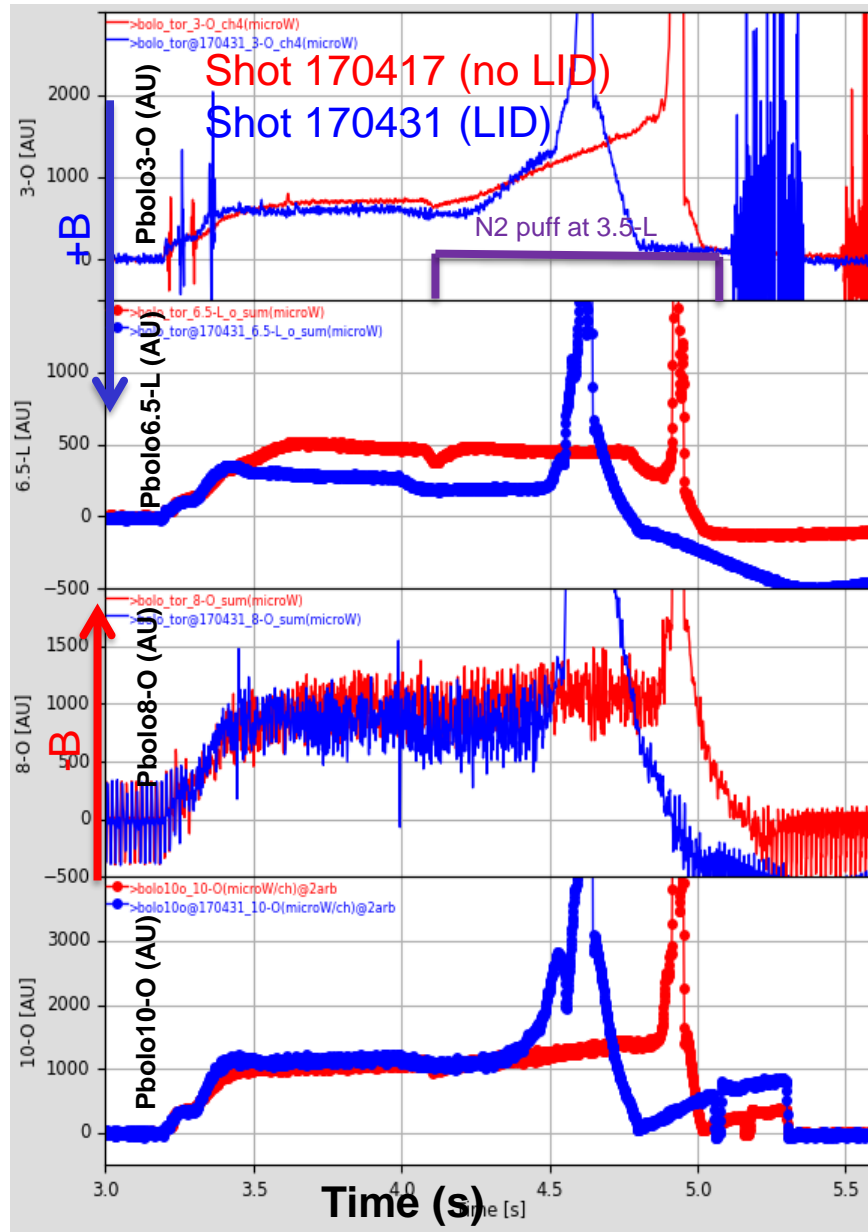 >bolo_tor_3-O_ch4(microW)
>bolo_tor@170431_3-O_ch4(microW)
Shot 170417 (no LID)
Shot 170431 (LID)
2000
1000
0
3-O [AU]
Pbolo3-O (AU)
+B
N2 puff at 3.5-L
>bolo_tor_6.5-L_o_sum(microW)
>bolo_tor@170431_6.5-L_o_sum(microW)
1000
500
0
−500
6.5-L [AU]
Pbolo6.5-L (AU)
>bolo_tor_8-O_sum(microW)
>bolo_tor@170431_8-O_sum(microW)
1500
1000
500
0
−500
8-O [AU]
Pbolo8-O (AU)
-B
>bolo10o_10-O(microW/ch)@2arb
>bolo10o@170431_10-O(microW/ch)@2arb
3000
2000
1000
0
10-O [AU]
Pbolo10-O (AU)
3.0 3.5 4.0 4.5 5.0 5.5
Time (s)
Time [s]